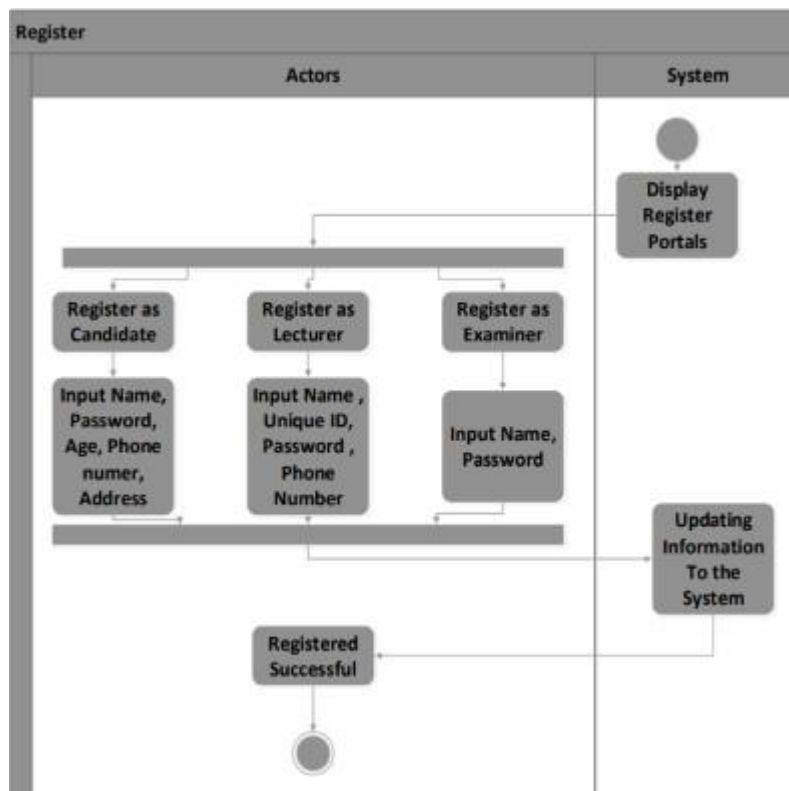 Register
Actors
System
Display
Register
Portals
Register as
Candidate
Register as
Lecturer
Register as
Examiner
Input Name,
Password,
Age, Phone
numer,
Address
Input Name ,
Unique ID,
Password ,
Phone
Number
Input Name,
Password
Updating
Information
To the
System
Registered
Successful